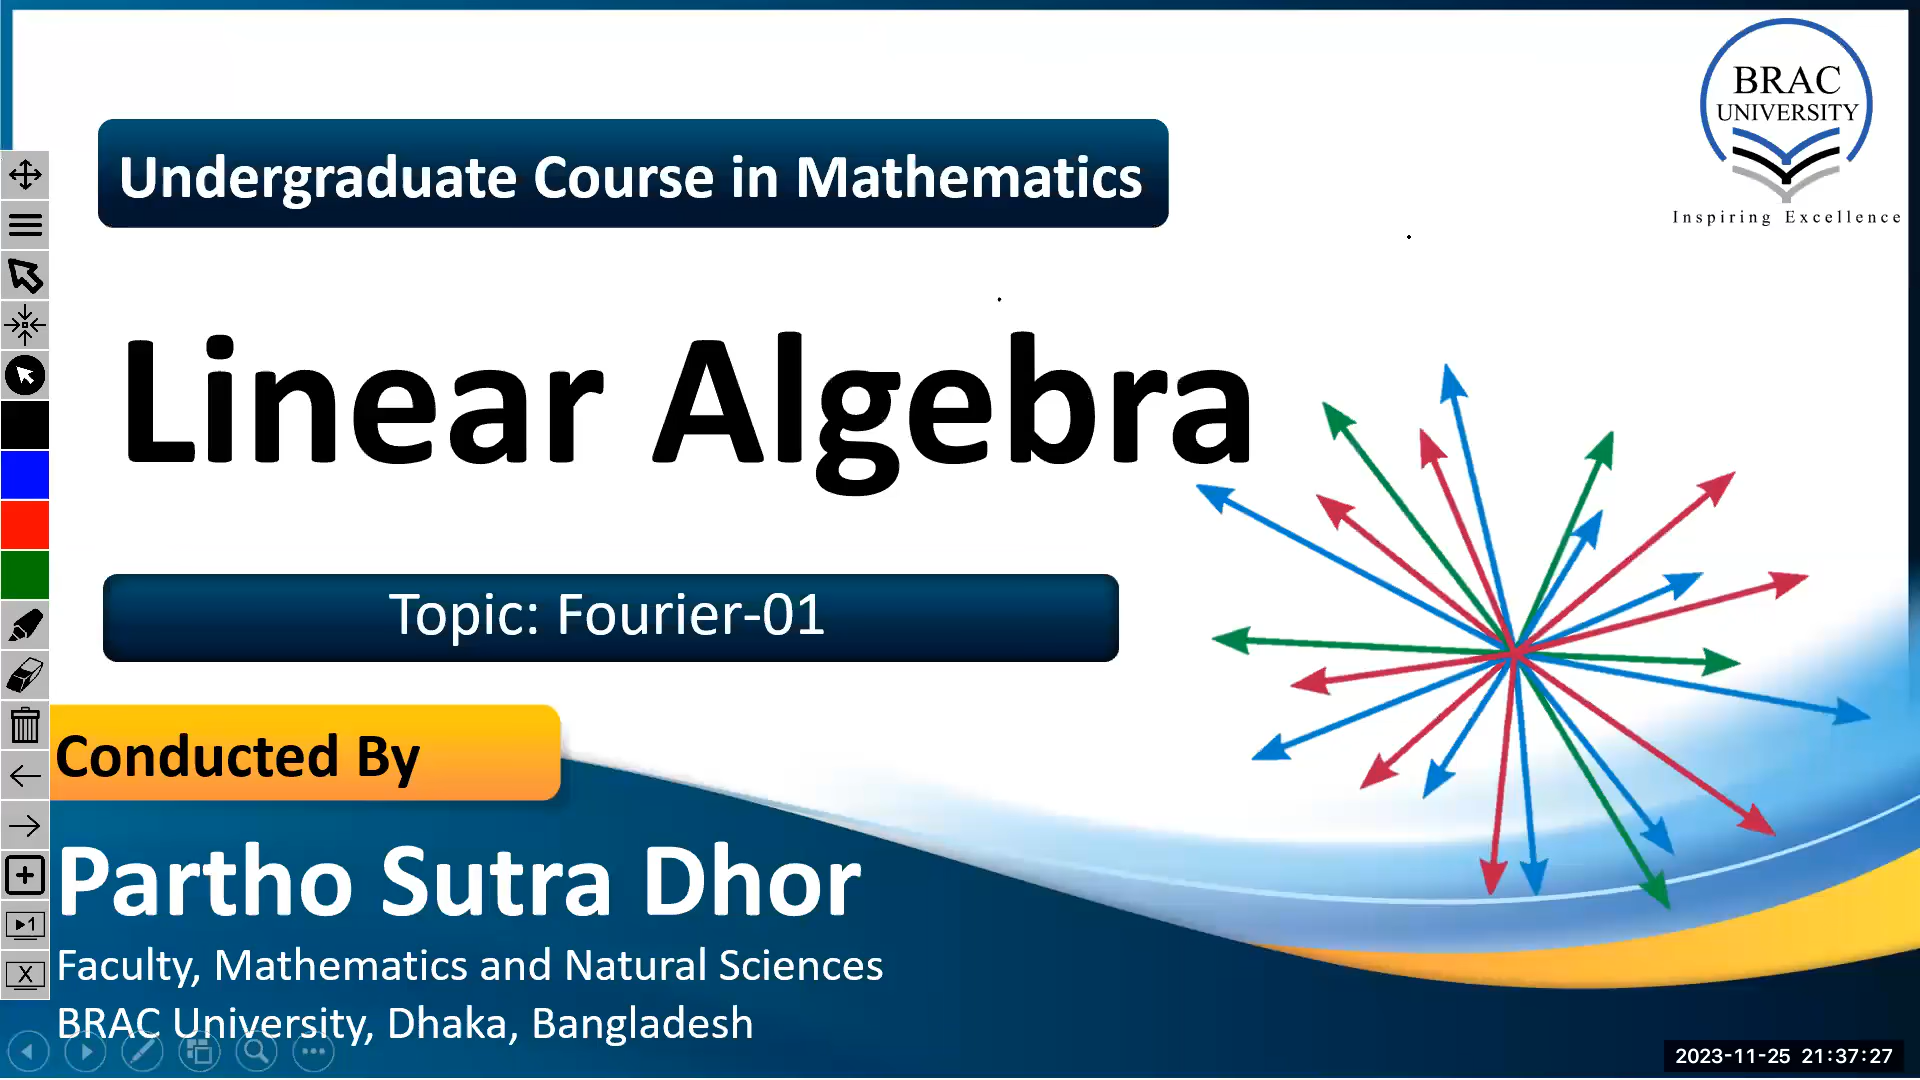 BRAC
UNIVERSITY
Inspiring Excellence
Undergraduate Course in Mathematics
Linear Algebra
Topic: Fourier-01
Conducted By
Partho Sutra Dhor
Faculty, Mathematics and Natural Sciences
BRAC University, Dhaka, Bangladesh
1
X
2023-11-25 21:37:27